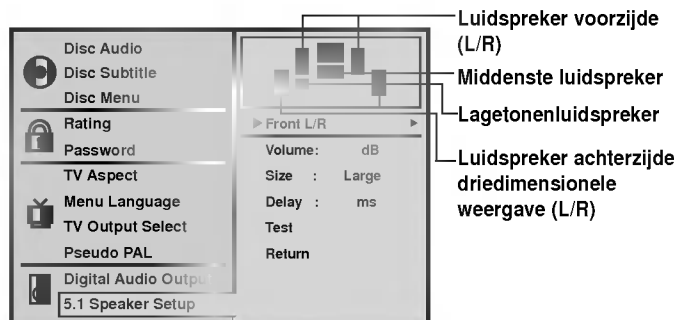 Disc Audio
Disc Subtitle
Disc Menu
Rating
Password
TV Aspect
Menu Language
TV Output Select
Pseudo PAL
Digital Audio Outpu
5.1 Speaker Setup
Front L/R
Volume: dB
Size : Large
Delay : ms
Test
Return
Luidspreker voorzijde
(L/R)
Middenste luidspreker
Lagetonenluidspreker
Luidspreker achterzijde
driedimensionele
weergave (L/R)